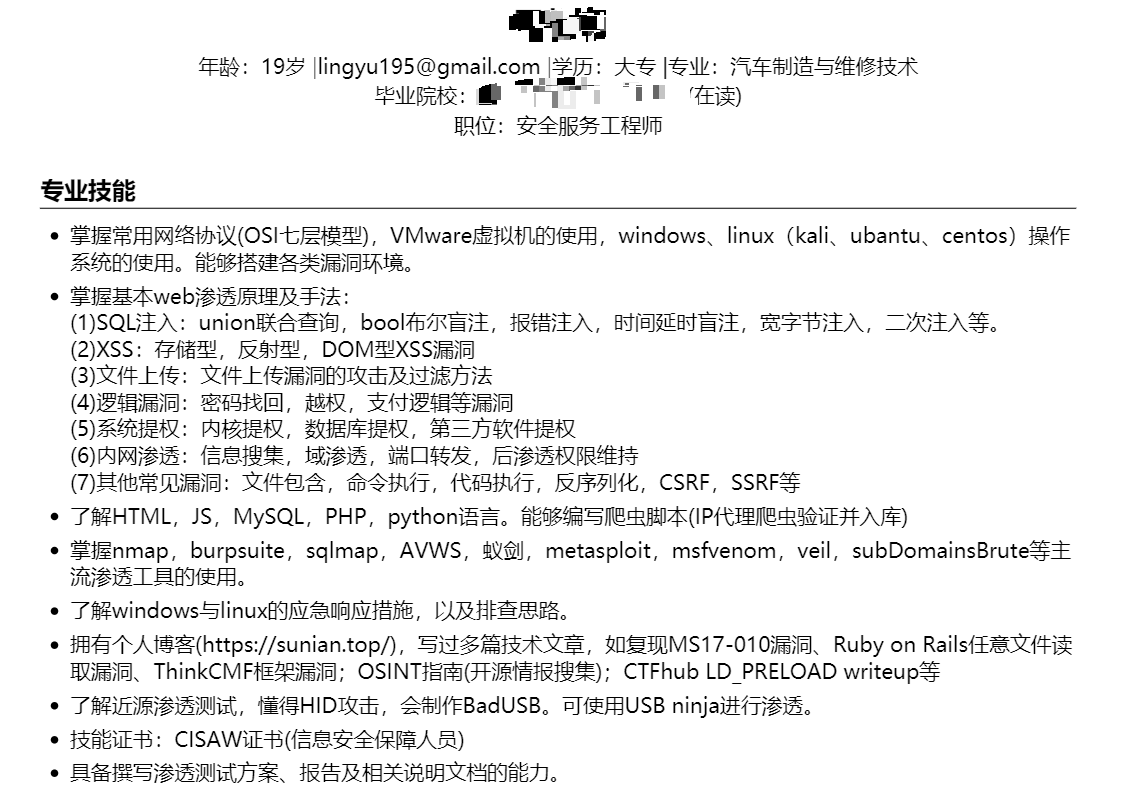 年龄：19岁 |lingyu195@gmail.com |学历：大专 |专业：汽车制造与维修技术
毕业院校： 在读)
职位：安全服务工程师
专业技能
• 掌握常用网络协议(OSI七层模型)，VMware虚拟机的使用，windows、linux（kali、ubantu、centos）操作
系统的使用。能够搭建各类漏洞环境。
• 掌握基本web渗透原理及手法：
(1)SQL注入：union联合查询，bool布尔盲注，报错注入，时间延时盲注，宽字节注入，二次注入等。
(2)XSS：存储型，反射型，DOM型XSS漏洞
(3)文件上传：文件上传漏洞的攻击及过滤方法
(4)逻辑漏洞：密码找回，越权，支付逻辑等漏洞
(5)系统提权：内核提权，数据库提权，第三方软件提权
(6)内网渗透：信息搜集，域渗透，端口转发，后渗透权限维持
(7)其他常见漏洞：文件包含，命令执行，代码执行，反序列化，CSRF，SSRF等
• 了解HTML，JS，MySQL，PHP，python语言。能够编写爬虫脚本(IP代理爬虫验证并入库)
• 掌握nmap，burpsuite，sqlmap，AVWS，蚁剑，metasploit，msfvenom，veil，subDomainsBrute等主
流渗透工具的使用。
• 了解windows与linux的应急响应措施，以及排查思路。
• 拥有个人博客(https://sunian.top/)，写过多篇技术文章，如复现MS17-010漏洞、Ruby on Rails任意文件读
取漏洞、ThinkCMF框架漏洞；OSINT指南(开源情报搜集)；CTFhub LD_PRELOAD writeup等
• 了解近源渗透测试，懂得HID攻击，会制作BadUSB。可使用USB ninja进行渗透。
• 技能证书：CISAW证书(信息安全保障人员)
• 具备撰写渗透测试方案、报告及相关说明文档的能力。